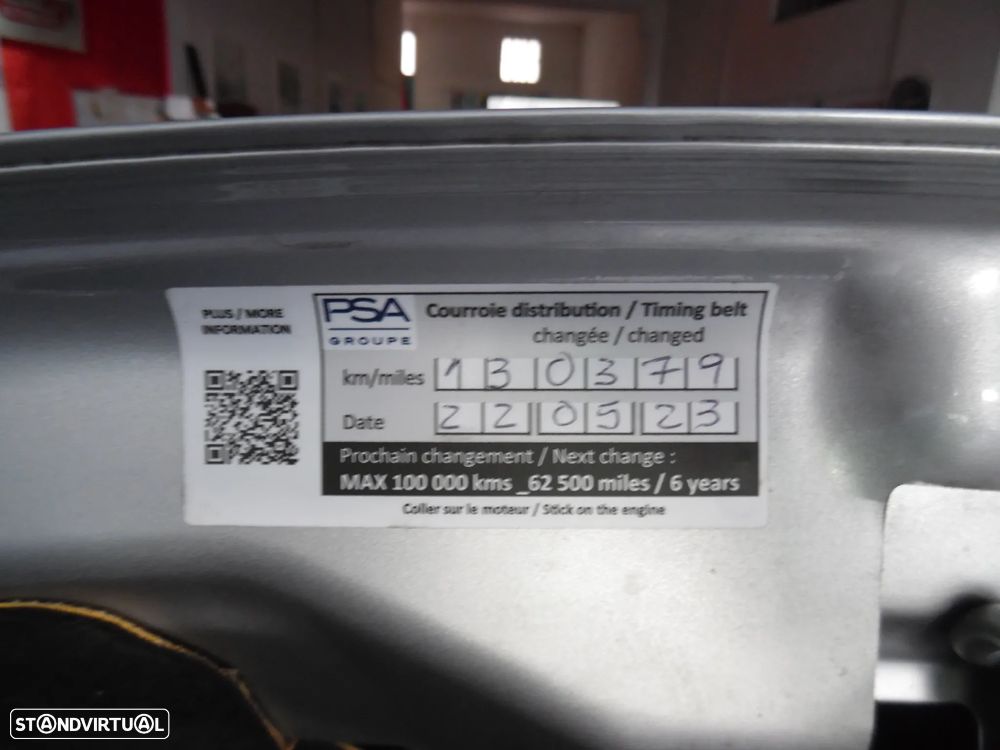 PLUS / MORE
INFORMATION
PSA
GROUPE
Courroie distribution / Timing belt
changée / changed
km/miles 130379
Date 220523
Prochain changement / Next change :
MAX 100 000 kms _62 500 miles / 6 years
Coller sur le moteur / Stick on the engine
STANDVIRTUAL